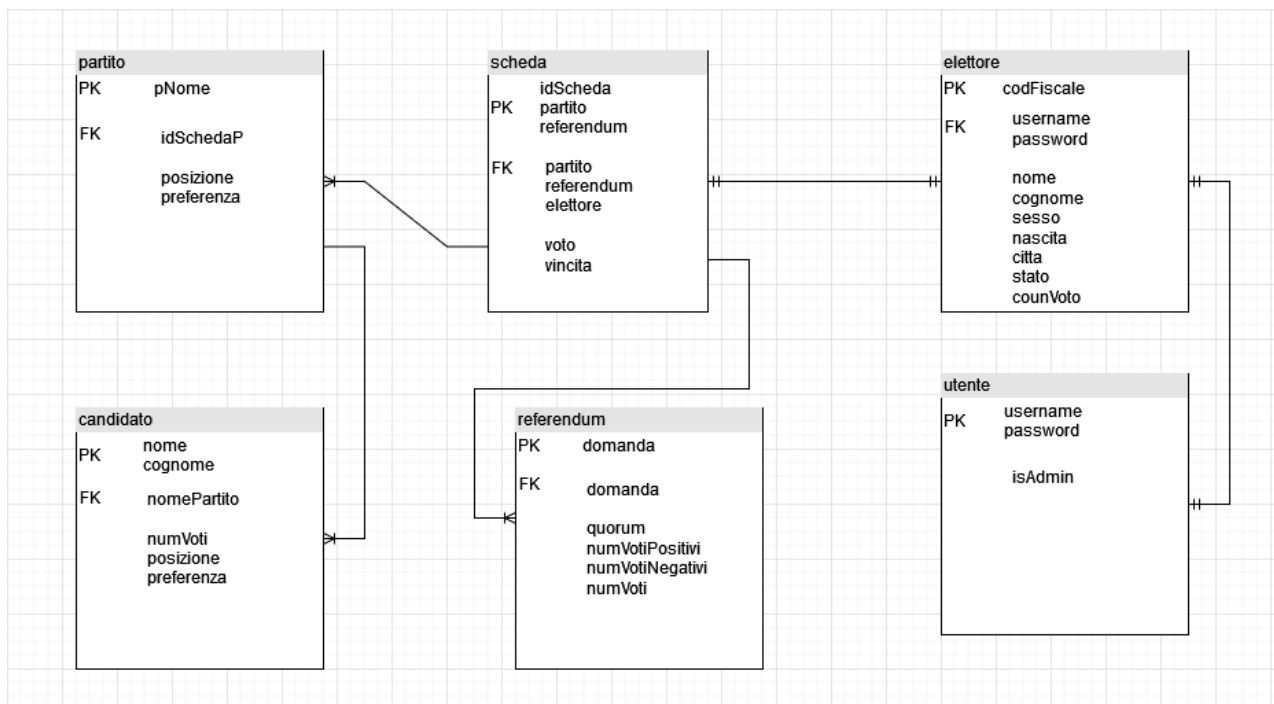 partito
PK pNome
FK idSchedaP
posizione
preferenza
scheda
idScheda
PK partito
referendum
FK partito
referendum
elettore
voto
vincita
elettore
PK codFiscale
FK username
password
nome
cognome
sesso
nascita
citta
stato
counVoto
candidato
PK nome
cognome
FK nomePartito
numVoti
posizione
preferenza
referendum
PK domanda
FK domanda
quorum
numVotiPositivi
numVotiNegativi
numVoti
utente
PK username
password
isAdmin